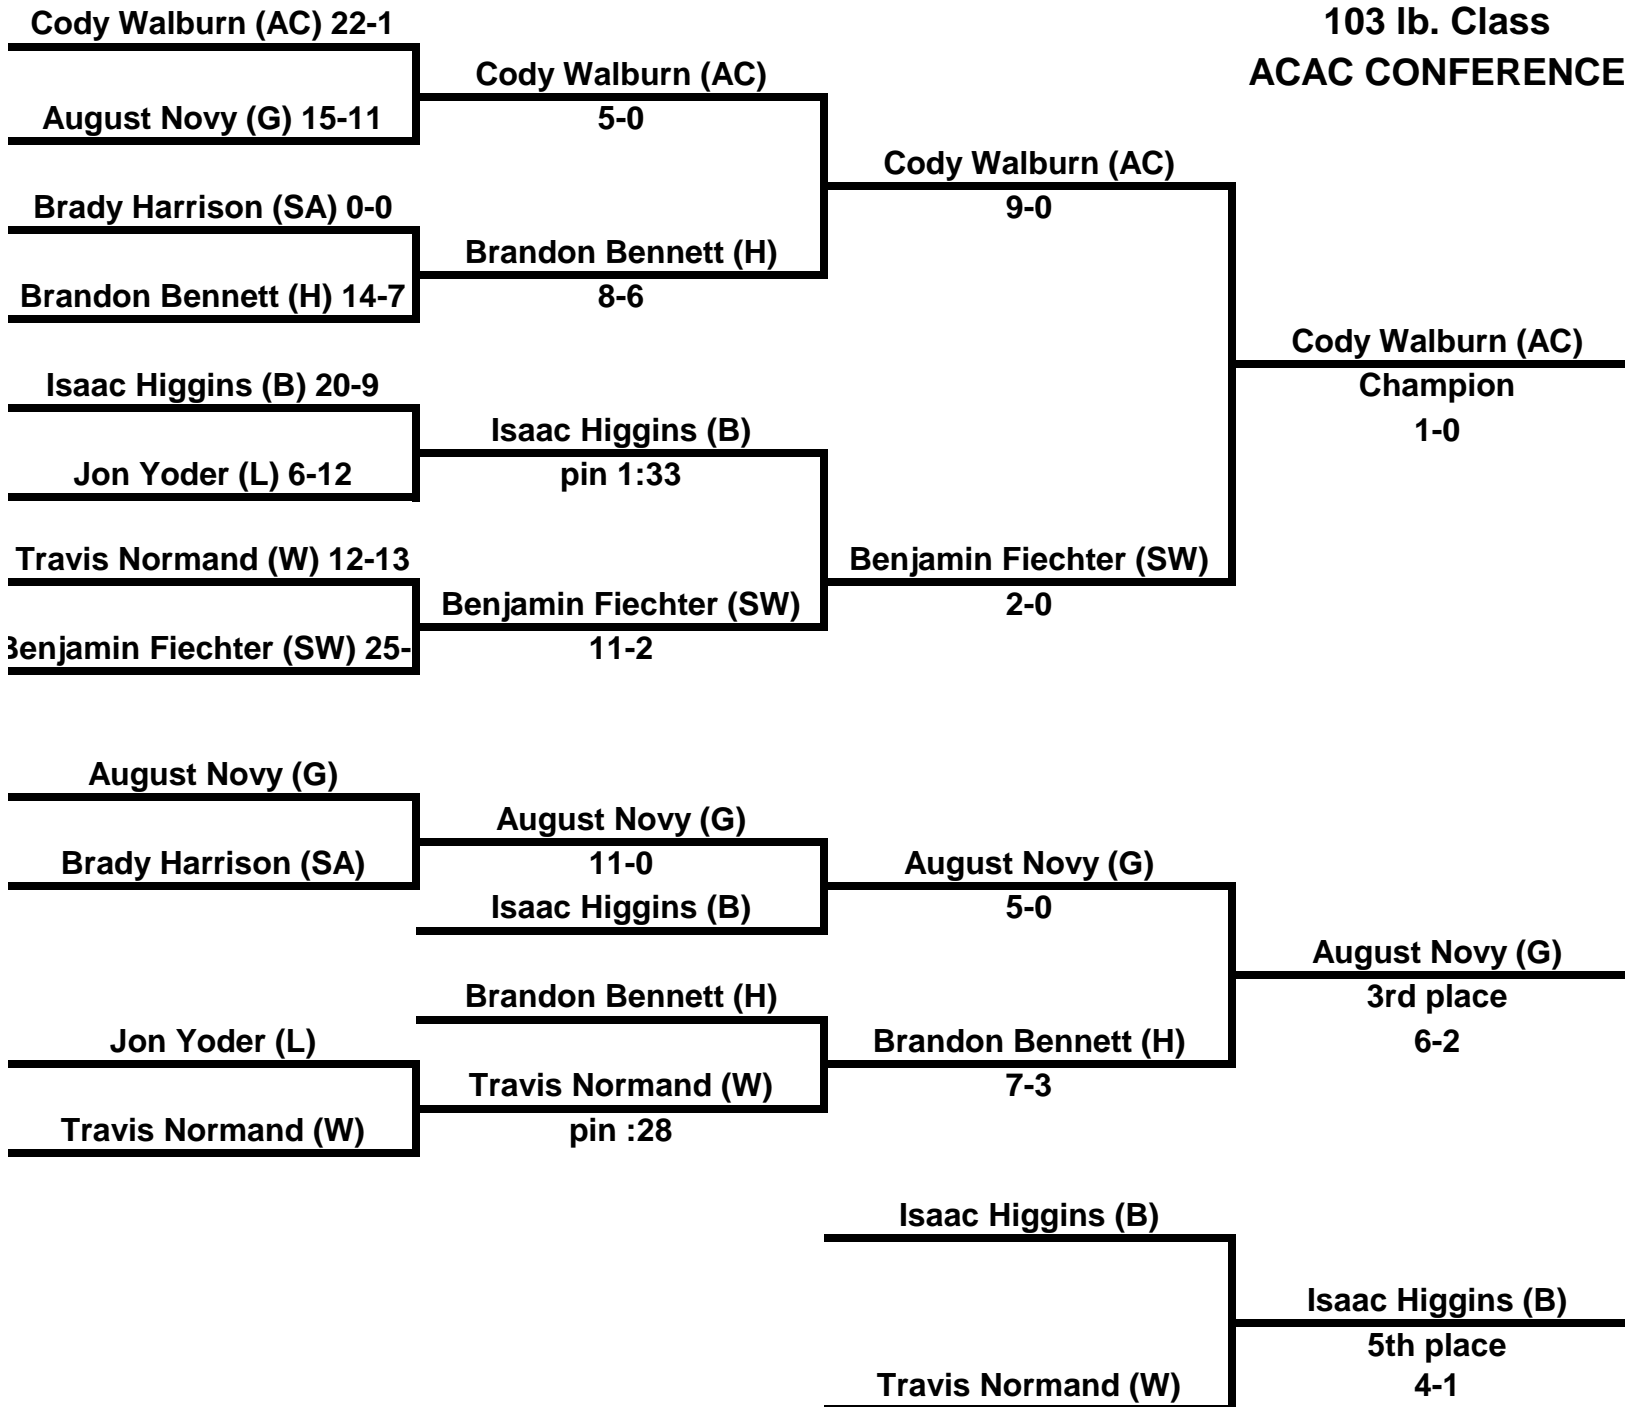 Cody Walburn (AC) 22-1
103 lb. Class
Cody Walburn (AC)
ACAC CONFERENCE
August Novy (G) 15-11
5-0
Cody Walburn (AC)
Brady Harrison (SA) 0-0
9-0
Brandon Bennett (H)
Brandon Bennett (H) 14-7
8-6
Cody Walburn (AC)
Isaac Higgins (B) 20-9
Champion
Isaac Higgins (B)
1-0
Jon Yoder (L) 6-12
pin 1:33
Travis Normand (W) 12-13
Benjamin Fiechter (SW)
Benjamin Fiechter (SW)
2-0
Benjamin Fiechter (SW) 25-
11-2
August Novy (G)
August Novy (G)
Brady Harrison (SA)
11-0
August Novy (G)
Isaac Higgins (B)
5-0
August Novy (G)
Brandon Bennett (H)
3rd place
Jon Yoder (L)
Brandon Bennett (H)
6-2
Travis Normand (W)
7-3
Travis Normand (W)
pin :28
Isaac Higgins (B)
Isaac Higgins (B)
5th place
Travis Normand (W)
4-1